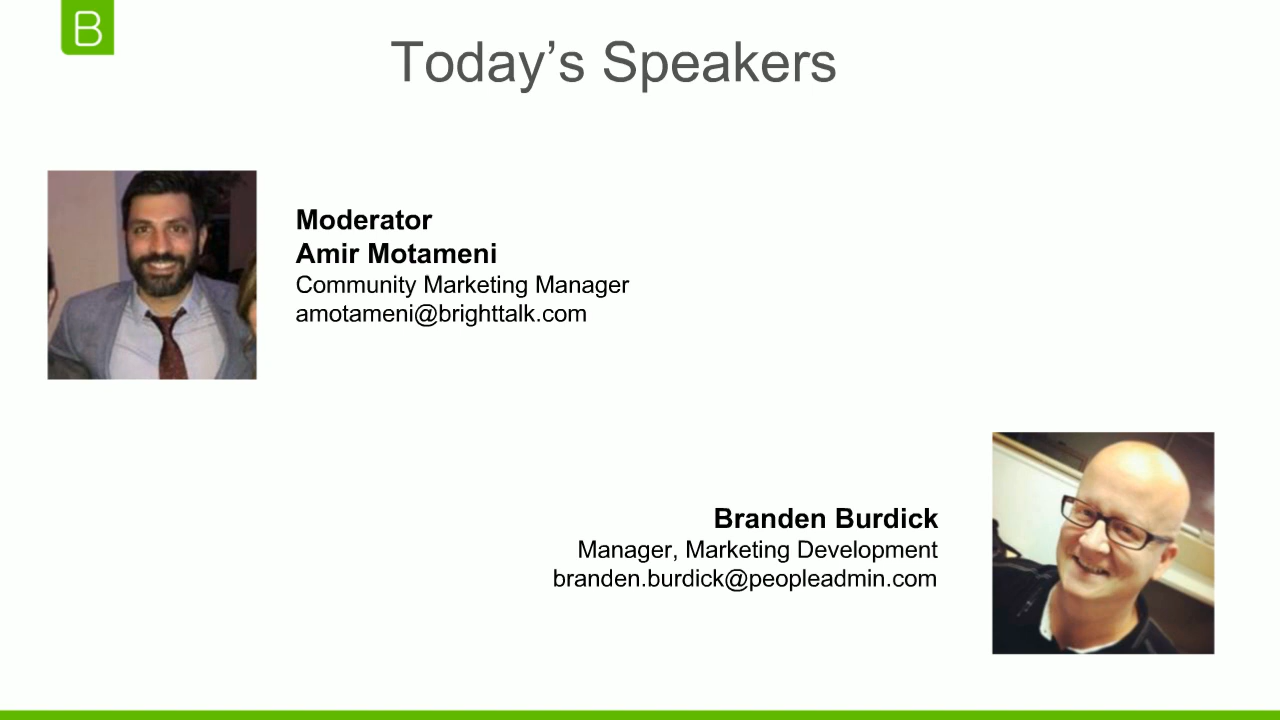 B
Today’s Speakers
Moderator
Amir Motameni
Community Marketing Manager
amotameni@brighttalk.com
Branden Burdick
Manager, Marketing Development
branden.burdick@peopleadmin.com